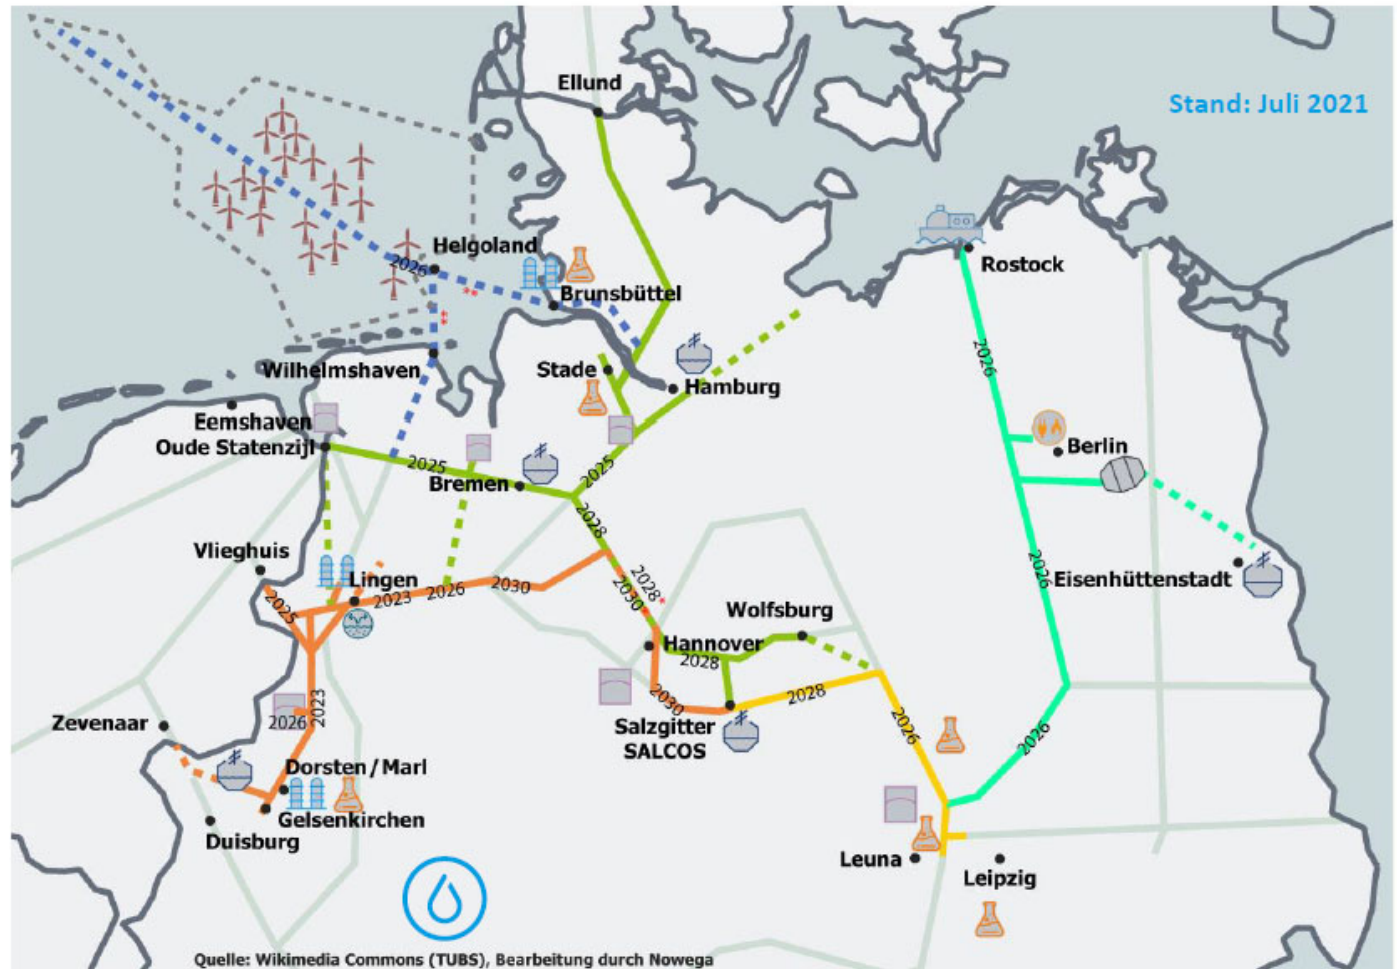 Ellund
Stand: Juli 2021
Helgoland
2026
**
Brunsbüttel
**
Rostock
Wilhelmshaven
Stade
Hamburg
2026
Eemshaven
Oude Statenzijl
2025
Bremen
2025
Berlin
2028
Vlieghuis
Lingen
2025
2023
2026
2030
2030
2028*
2026
Eisenhüttenstadt
Wolfsburg
Hannover
2028
2030
2028
Salzgitter
SALCOS
2026
2026
Zevenaar
2026
2023
Dorsten/Marl
Gelsenkirchen
Duisburg
Leuna
Leipzig
Quelle: Wikimedia Commons (TUBS), Bearbeitung durch Nowega